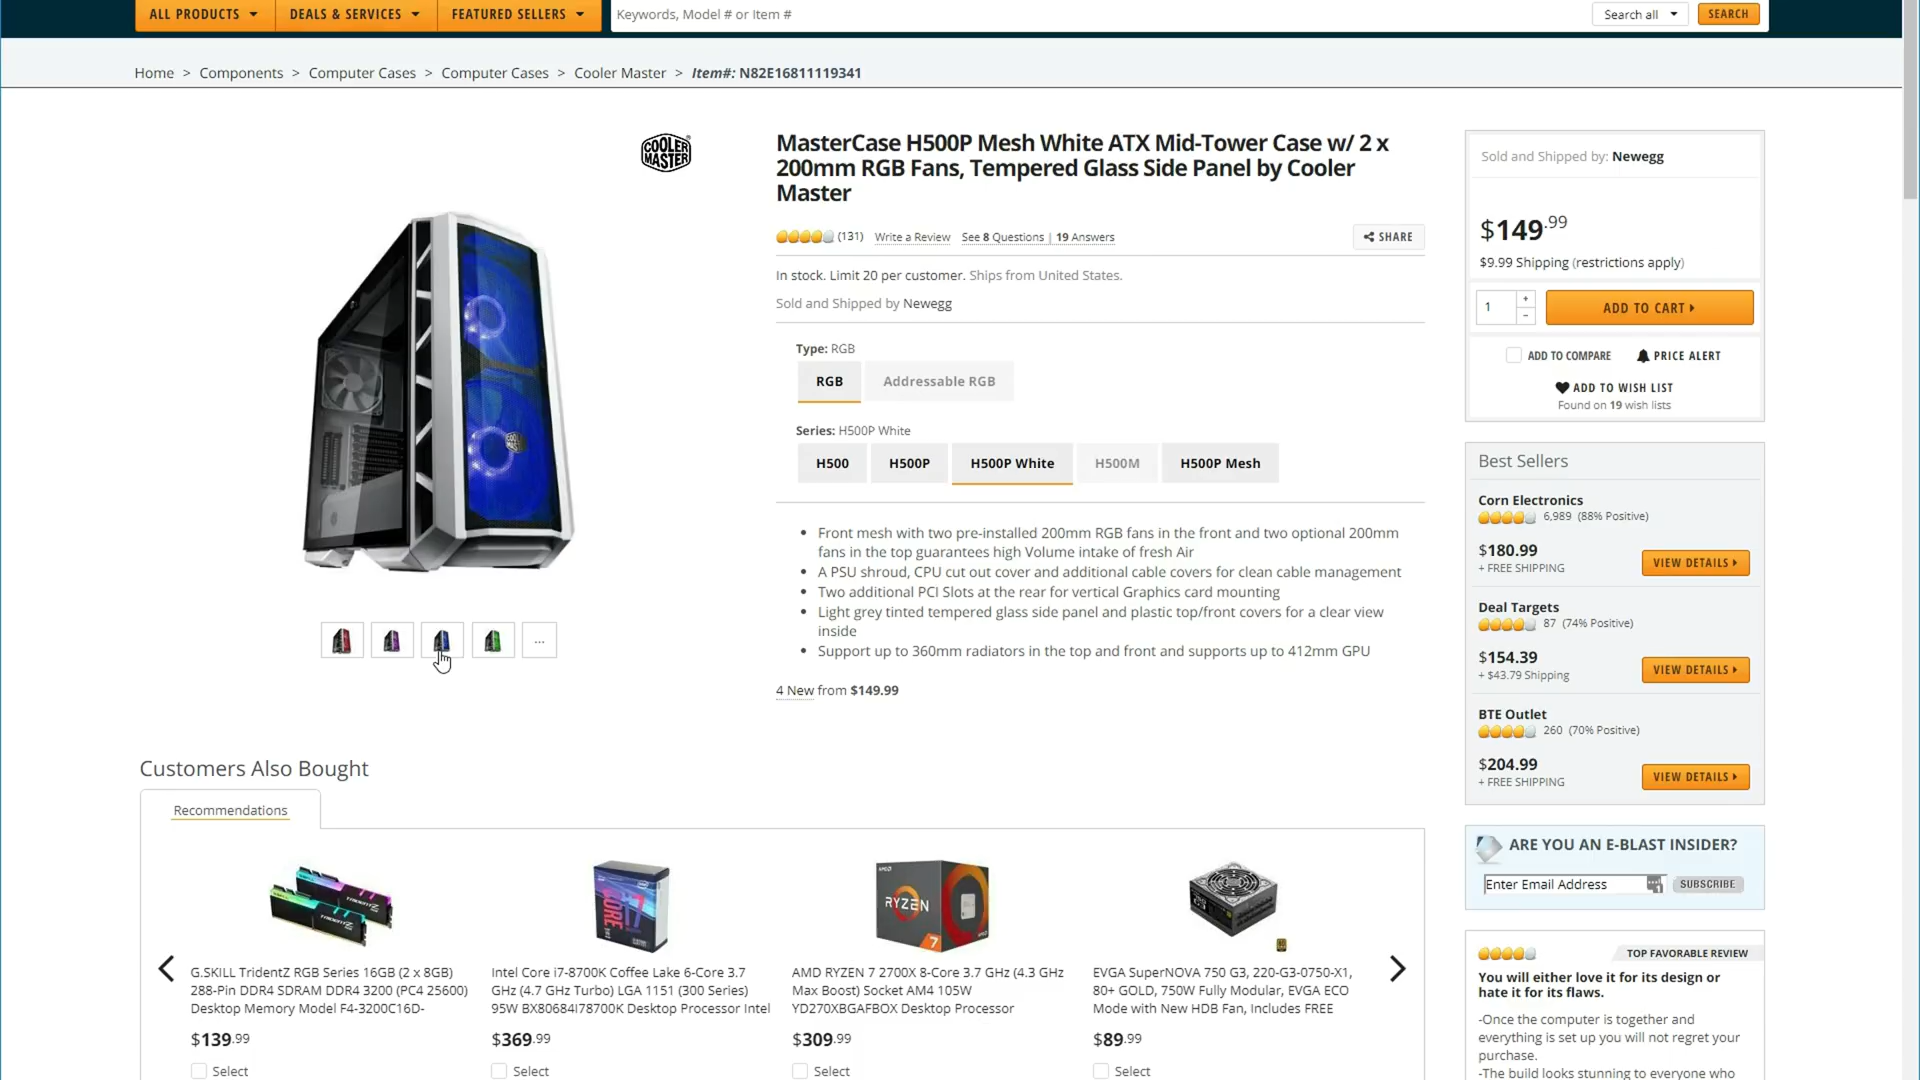 ALL PRODUCTS
DEALS & SERVICES
FEATURED SELLERS
Keywords, Model # or Item #
Search all
SEARCH
Home > Components > Computer Cases > Computer Cases > Cooler Master > Item#: N82E16811119341
COOLER
MASTER
MasterCase H500P Mesh White ATX Mid-Tower Case w/ 2 x
200mm RGB Fans, Tempered Glass Side Panel by Cooler
Master
(131) Write a Review See 8 Questions | 19 Answers
SHARE
In stock. Limit 20 per customer. Ships from United States.
Sold and Shipped by Newegg
Type: RGB
RGB
Addressable RGB
Series: H500P White
H500
H500P
H500P White
H500M
H500P Mesh
• Front mesh with two pre-installed 200mm RGB fans in the front and two optional 200mm
fans in the top guarantees high Volume intake of fresh Air
• A PSU shroud, CPU cut out cover and additional cable covers for clean cable management
• Two additional PCI Slots at the rear for vertical Graphics card mounting
• Light grey tinted tempered glass side panel and plastic top/front covers for a clear view
inside
• Support up to 360mm radiators in the top and front and supports up to 412mm GPU
4 New from $149.99
...
Sold and Shipped by: Newegg
$149.99
$9.99 Shipping (restrictions apply)
1
+
-
ADD TO CART
ADD TO COMPARE
PRICE ALERT
ADD TO WISH LIST
Found on 19 wish lists
Best Sellers
Corn Electronics
6,989 (88% Positive)
$180.99
+ FREE SHIPPING
VIEW DETAILS
Deal Targets
87 (74% Positive)
$154.39
+ $43.79 Shipping
VIEW DETAILS
BTE Outlet
260 (70% Positive)
$204.99
+ FREE SHIPPING
VIEW DETAILS
ARE YOU AN E-BLAST INSIDER?
Enter Email Address
SUBSCRIBE
TOP FAVORABLE REVIEW
You will either love it for its design or
hate it for its flaws.
-Once the computer is together and
everything is set up you will not regret your
purchase.
-The build looks stunning to everyone who
Customers Also Bought
Recommendations
G.SKILL TridentZ RGB Series 16GB (2 x 8GB)
288-Pin DDR4 SDRAM DDR4 3200 (PC4 25600)
Desktop Memory Model F4-3200C16D-
$139.99
Select
CORE i7
Intel Core i7-8700K Coffee Lake 6-Core 3.7
GHz (4.7 GHz Turbo) LGA 1151 (300 Series)
95W BX80684I78700K Desktop Processor Intel
$369.99
Select
RYZEN
7
AMD RYZEN 7 2700X 8-Core 3.7 GHz (4.3 GHz
Max Boost) Socket AM4 105W
YD270XBGAFBOX Desktop Processor
$309.99
Select
EVGA SuperNOVA 750 G3, 220-G3-0750-X1,
80+ GOLD, 750W Fully Modular, EVGA ECO
Mode with New HDB Fan, Includes FREE
$89.99
Select